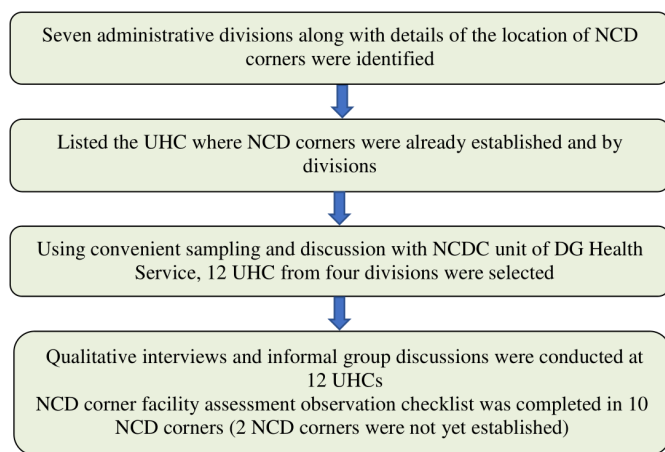 Seven administrative divisions along with details of the location of NCD
corners were identified
Listed the UHC where NCD corners were already established and by
divisions
Using convenient sampling and discussion with NCDC unit of DG Health
Service, 12 UHC from four divisions were selected
Qualitative interviews and informal group discussions were conducted at
12 UHCs
NCD corner facility assessment observation checklist was completed in 10
NCD corners (2 NCD corners were not yet established)